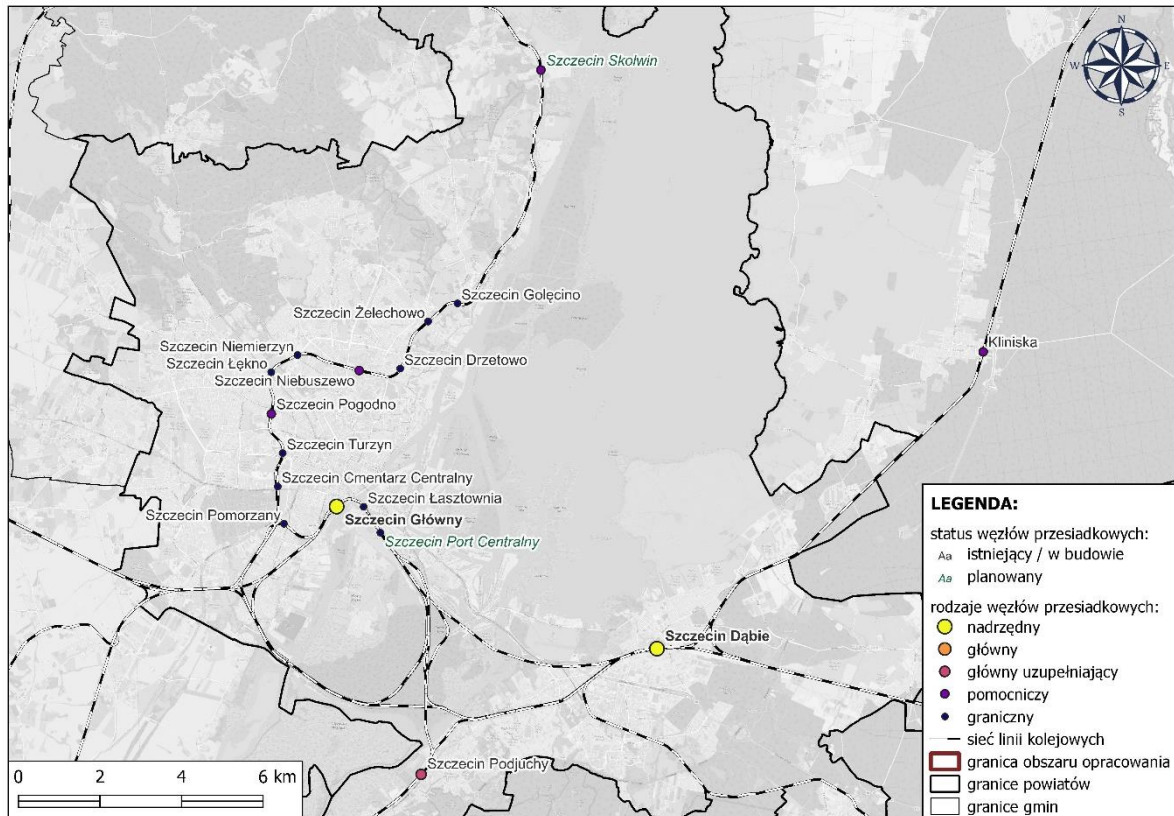 N
W
E
S
Szczecin Skolwin
Szczecin Golęcino
Szczecin Żelechowo
Szczecin Niemierzyn
Szczecin Łękno
Szczecin Drzetowo
Szczecin Niebuszewo
Kliniska
Szczecin Pogodno
Szczecin Turzyn
Szczecin Cmentarz Centralny
Szczecin Łasztownia
Szczecin Pomorzany
Szczecin Główny
Szczecin Port Centralny
Szczecin Dąbie
Szczecin Podjuchy
0 2 4 6 km
LEGENDA:
status węzłów przesiadkowych:
Aa istniejący / w budowie
Aa planowany
rodzaje węzłów przesiadkowych:
nadrzędny
główny
główny uzupełniający
pomocniczy
graniczny
sieć linii kolejowych
granica obszaru opracowania
granice powiatów
granice gmin